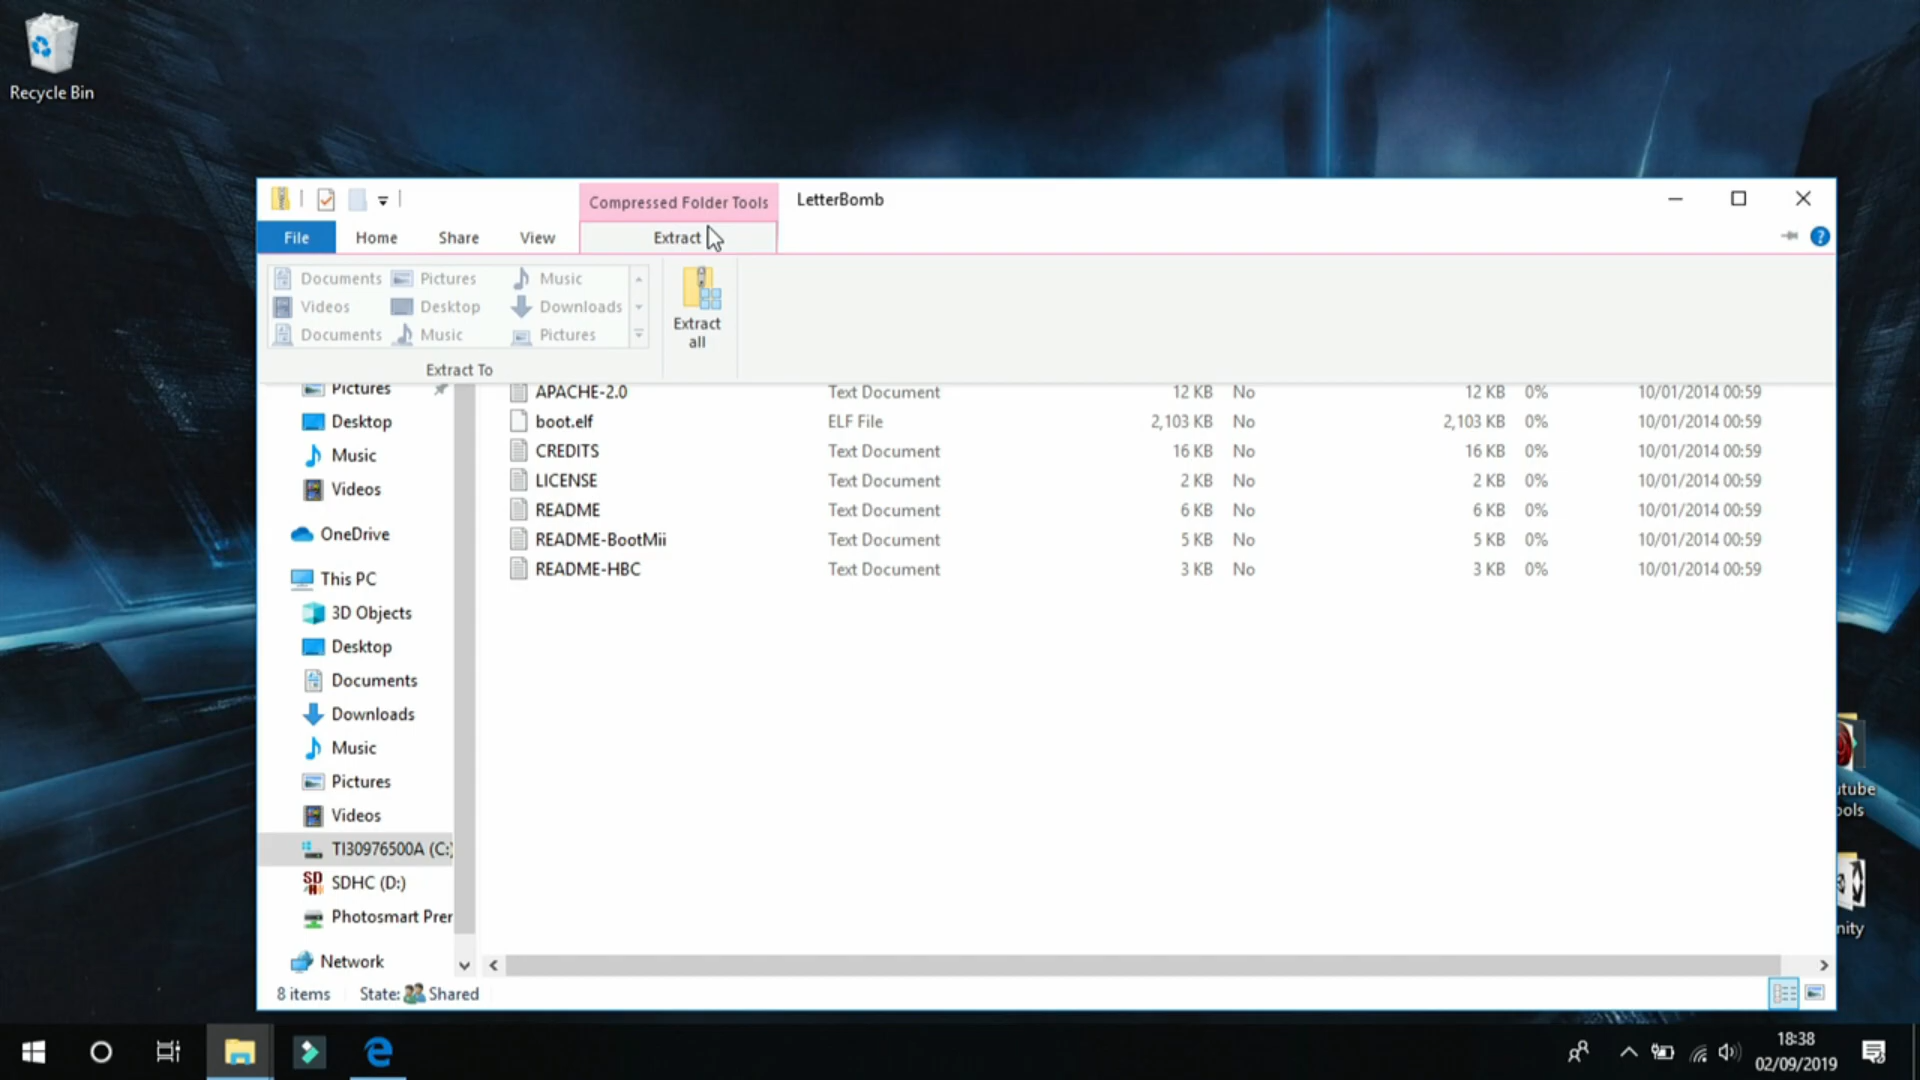 Recycle Bin
Compressed Folder Tools
LetterBomb
File
Home
Share
View
Extract
?
Documents
Pictures
Music
Videos
Desktop
Downloads
Documents
Music
Pictures
Extract all
Extract To
Pictures
Desktop
Music
Videos
OneDrive
This PC
3D Objects
Desktop
Documents
Downloads
Music
Pictures
Videos
TI30976500A (C:)
SD
SDHC (D:)
Photosmart Prer
Network
APACHE-2.0 Text Document 12 KB No 12 KB 0% 10/01/2014 00:59
boot.elf ELF File 2,103 KB No 2,103 KB 0% 10/01/2014 00:59
CREDITS Text Document 16 KB No 16 KB 0% 10/01/2014 00:59
LICENSE Text Document 2 KB No 2 KB 0% 10/01/2014 00:59
README Text Document 6 KB No 6 KB 0% 10/01/2014 00:59
README-BootMii Text Document 5 KB No 5 KB 0% 10/01/2014 00:59
README-HBC Text Document 3 KB No 3 KB 0% 10/01/2014 00:59
utube
ools
nity
8 items State: Shared
18:38
02/09/2019